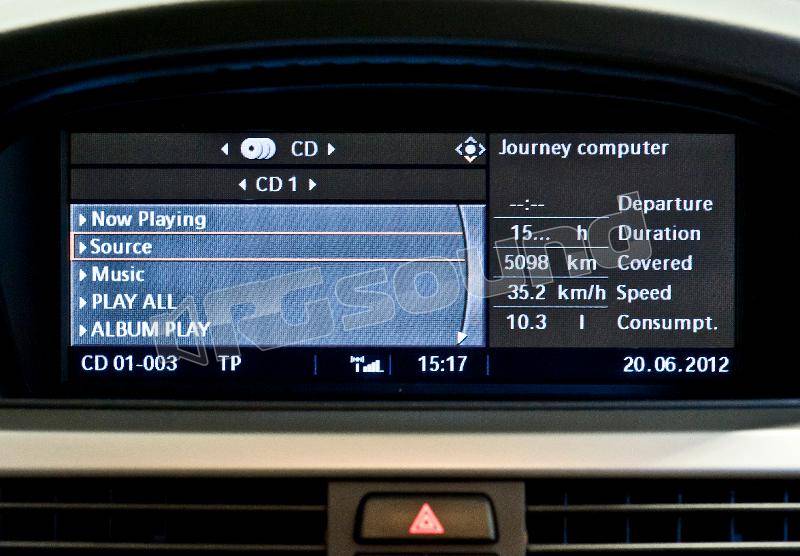 CD
CD 1
Now Playing
Source
Music
PLAY ALL
ALBUM PLAY
Journey computer
--:-- Departure
15... h Duration
5098 km Covered
35.2 km/h Speed
10.3 l Consumpt.
CD 01-003 TP 15:17 20.06.2012
RGsound